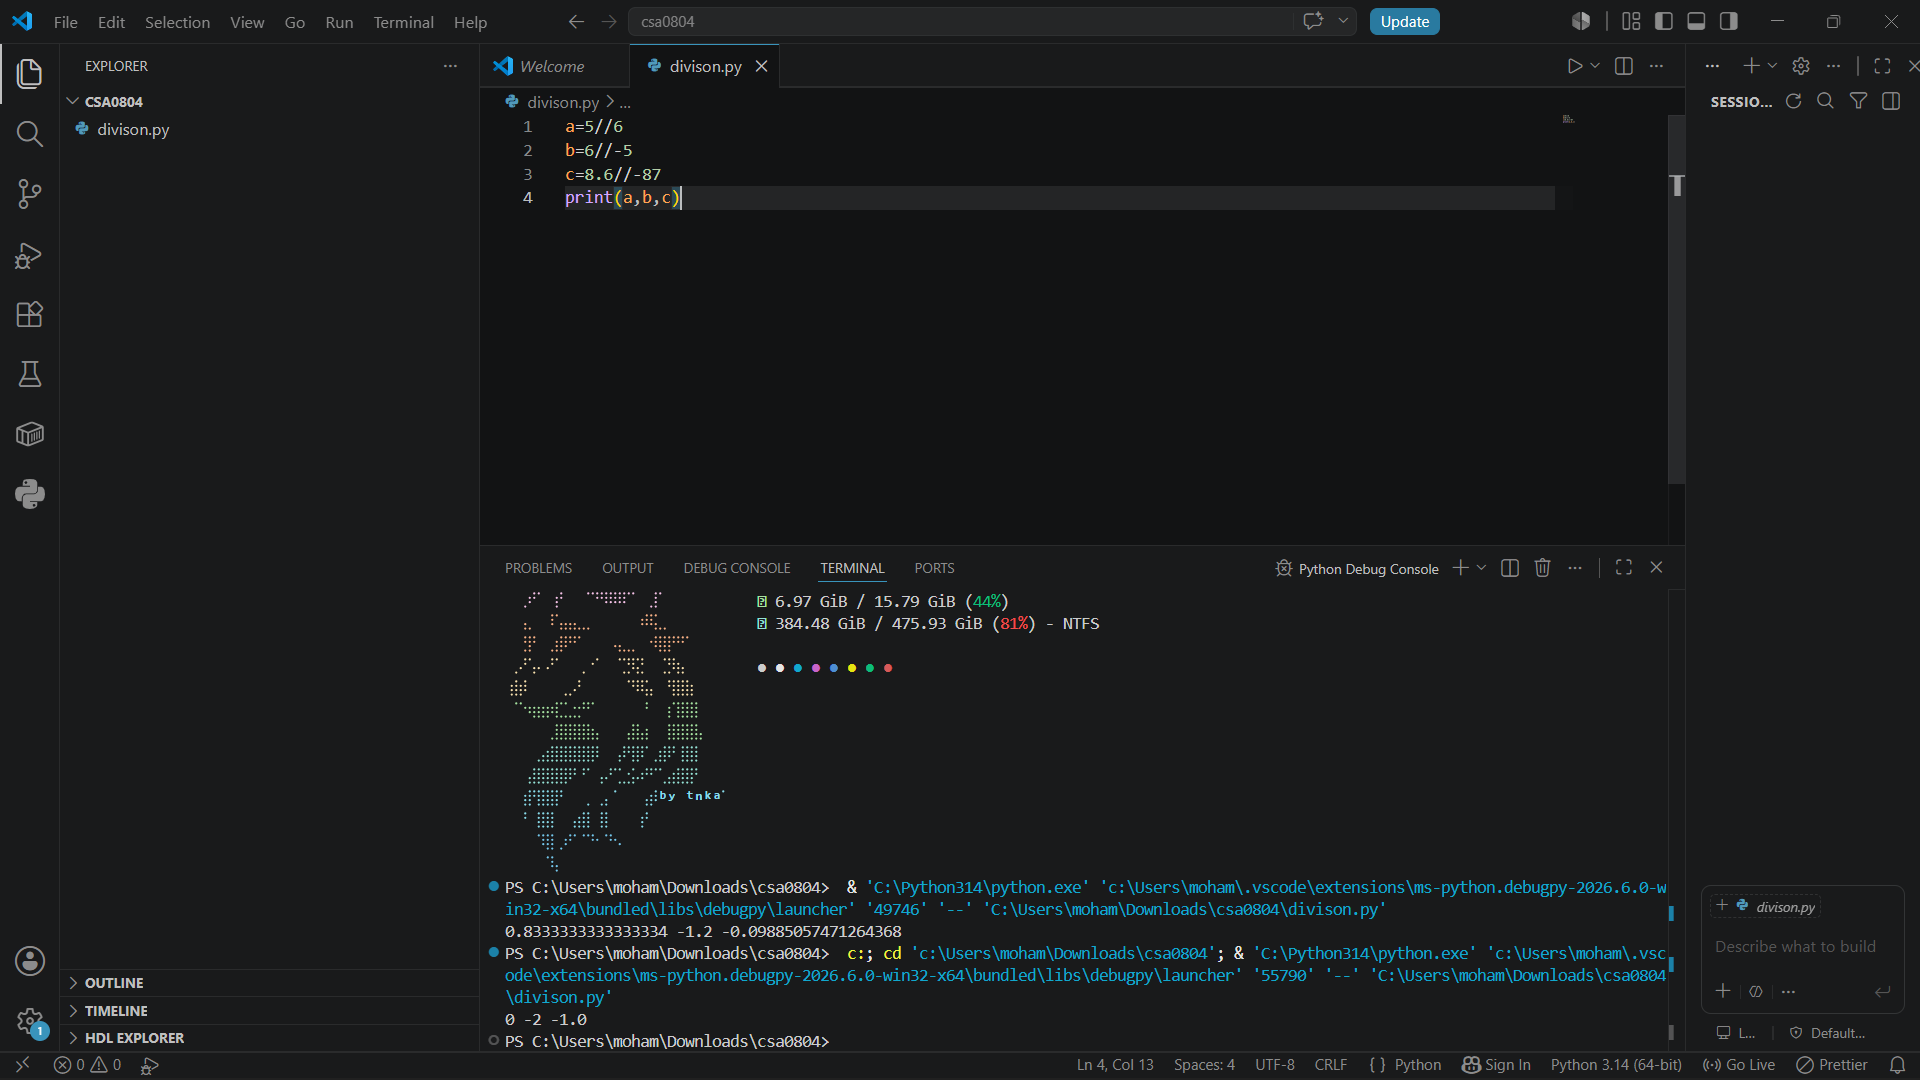 File Edit Selection View Go Run Terminal Help
csa0804
Update
EXPLORER
CSA0804
divison.py
OUTLINE
TIMELINE
HDL EXPLORER
Welcome
divison.py
divison.py > ...
1 a=5//6
2 b=6//-5
3 c=8.6//-87
4 print(a,b,c)
PROBLEMS OUTPUT DEBUG CONSOLE TERMINAL PORTS
Python Debug Console
6.97 GiB / 15.79 GiB (44%)
384.48 GiB / 475.93 GiB (81%) - NTFS
by tnka
PS C:\Users\moham\Downloads\csa0804>  & 'C:\Python314\python.exe' 'c:\Users\moham\.vscode\extensions\ms-python.debugpy-2026.6.0-w
in32-x64\bundled\libs\debugpy\launcher' '49746' '--' 'C:\Users\moham\Downloads\csa0804\divison.py'
0.8333333333333334 -1.2 -0.09885057471264368
PS C:\Users\moham\Downloads\csa0804>  c:; cd 'c:\Users\moham\Downloads\csa0804'; & 'C:\Python314\python.exe' 'c:\Users\moham\.vsc
ode\extensions\ms-python.debugpy-2026.6.0-win32-x64\bundled\libs\debugpy\launcher' '55790' '--' 'C:\Users\moham\Downloads\csa0804
\divison.py'
0 -2 -1.0
PS C:\Users\moham\Downloads\csa0804>
SESSIO...
divison.py
Describe what to build
L...
Default...
1
0 0
Ln 4, Col 13 Spaces: 4 UTF-8 CRLF { } Python Sign In Python 3.14 (64-bit) Go Live Prettier